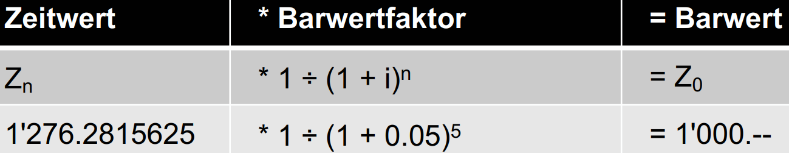 Zeitwert * Barwertfaktor = Barwert
Zₙ * 1 ÷ (1 + i)ⁿ = Z₀
1'276.2815625 * 1 ÷ (1 + 0.05)⁵ = 1'000.--